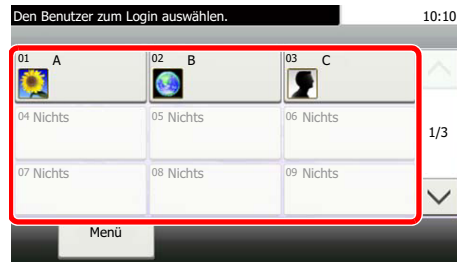 Den Benutzer zum Login auswählen. 10:10
01 A 02 B 03 C
04 Nichts 05 Nichts 06 Nichts
1/3
07 Nichts 08 Nichts 09 Nichts
Menü